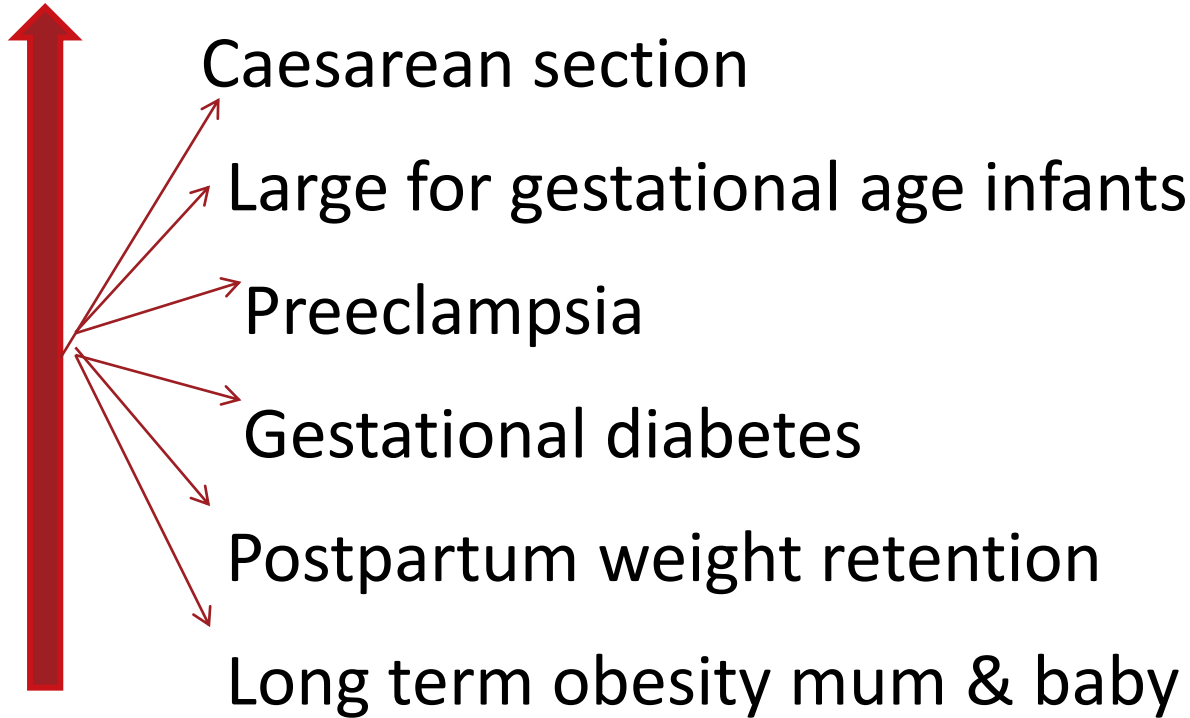 Caesarean section
Large for gestational age infants
Preeclampsia
Gestational diabetes
Postpartum weight retention
Long term obesity mum & baby